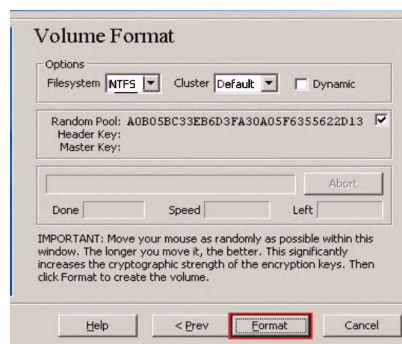 Volume Format
Options
Filesystem NTFS Cluster Default Dynamic
Random Pool: A0B05BC33EB6D3FA30A05F6355622D13
Header Key:
Master Key:
Abort
Done Speed Left
IMPORTANT: Move your mouse as randomly as possible within this
window. The longer you move it, the better. This significantly
increases the cryptographic strength of the encryption keys. Then
click Format to create the volume.
Help < Prev Format Cancel